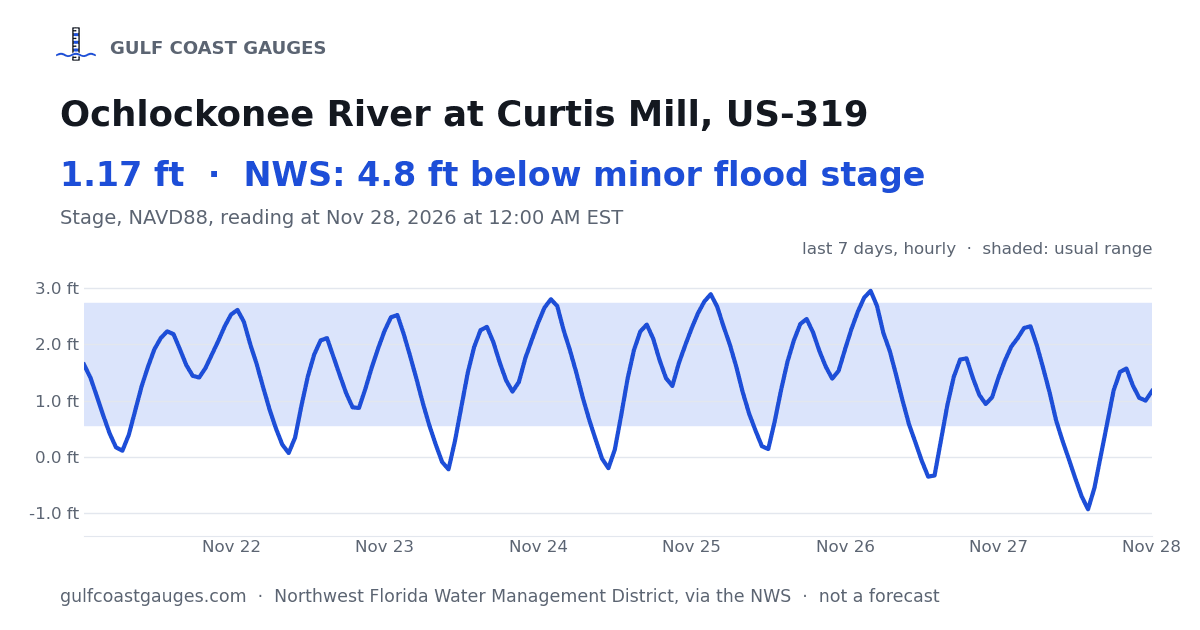 GULF COAST GAUGES
Ochlockonee River at Curtis Mill, US-319
1.17 ft · NWS: 4.8 ft below minor flood stage
Stage, NAVD88, reading at Nov 28, 2026 at 12:00 AM EST
last 7 days, hourly · shaded: usual range
3.0 ft
2.0 ft
1.0 ft
0.0 ft
-1.0 ft
Nov 22 Nov 23 Nov 24 Nov 25 Nov 26 Nov 27 Nov 28
gulfcoastgauges.com · Northwest Florida Water Management District, via the NWS · not a forecast